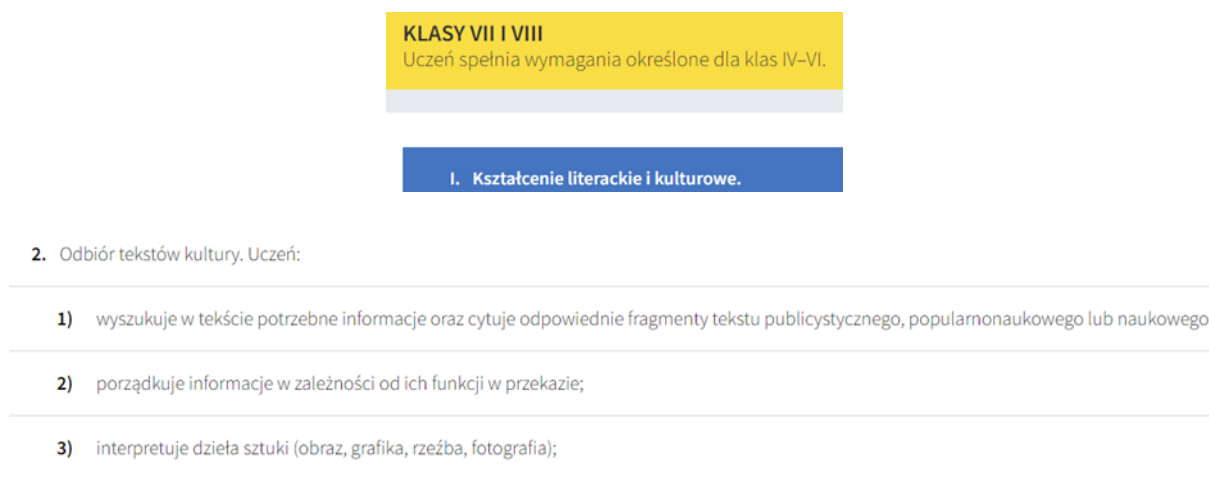 KLASY VII I VIII
Uczeń spełnia wymagania określone dla klas IV–VI.
I. Kształcenie literackie i kulturowe.
2. Odbiór tekstów kultury. Uczeń:
1) wyszukuje w tekście potrzebne informacje oraz cytuje odpowiednie fragmenty tekstu publicystycznego, popularnonaukowego lub naukowego
2) porządkuje informacje w zależności od ich funkcji w przekazie;
3) interpretuje dzieła sztuki (obraz, grafika, rzeźba, fotografia);